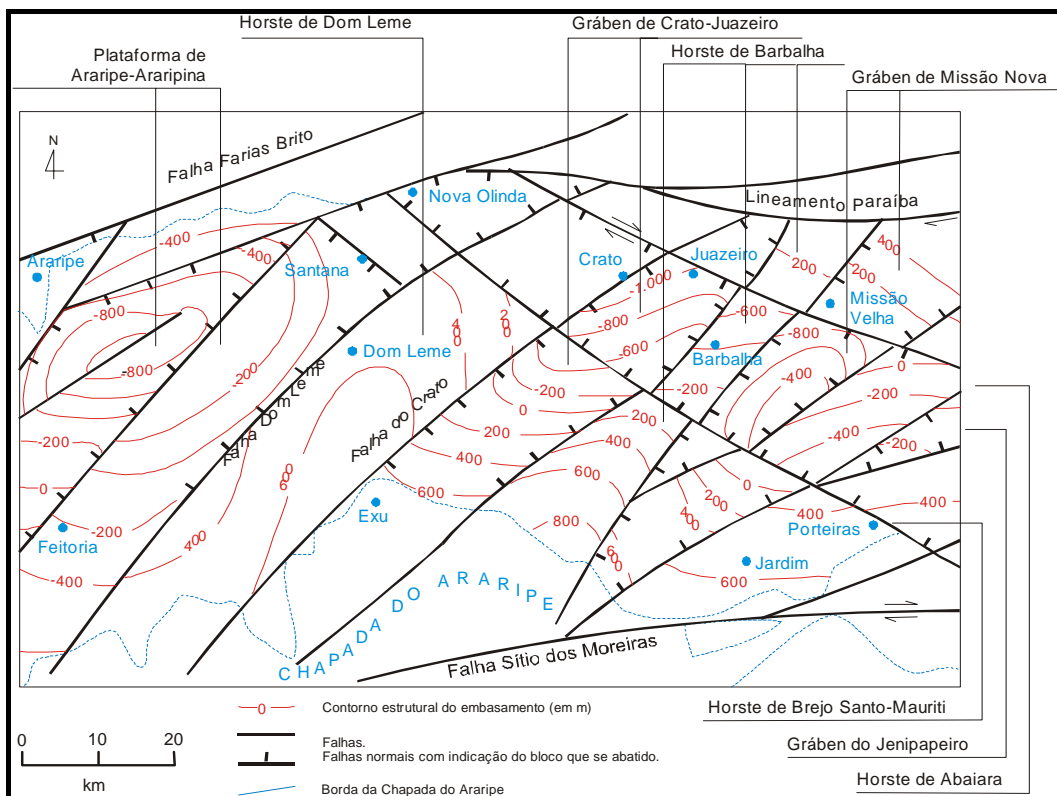 Horste de Dom Leme
Gráben de Crato-Juazeiro
Plataforma de
Araripe-Araripina
Horste de Barbalha
Gráben de Missão Nova
N
Falha Farias Brito
Nova Olinda
Lineamento Paraíba
-400
-400
400
Araripe
Santana
Crato
Juazeiro
200
200
-1.000
Missão
Velha
-800
-800
-600
-800
-600
400
200
Dom Leme
Barbalha
-800
-400
0
-200
-200
-200
-200
Falha Dom Leme
Falha do Crato
0
200
400
-400
-200
-200
600
400
600
0
0
200
400
400
400
-200
600
800
Exu
Porteiras
Feitoria
400
600
Jardim
600
-400
CHAPADA DO ARARIPE
Falha Sítio dos Moreiras
Horste de Brejo Santo-Mauriti
0
Contorno estrutural do embasamento (em m)
Gráben do Jenipapeiro
Falhas.
Falhas normais com indicação do bloco que se abatido.
0 10 20
km
Horste de Abaiara
Borda da Chapada do Araripe